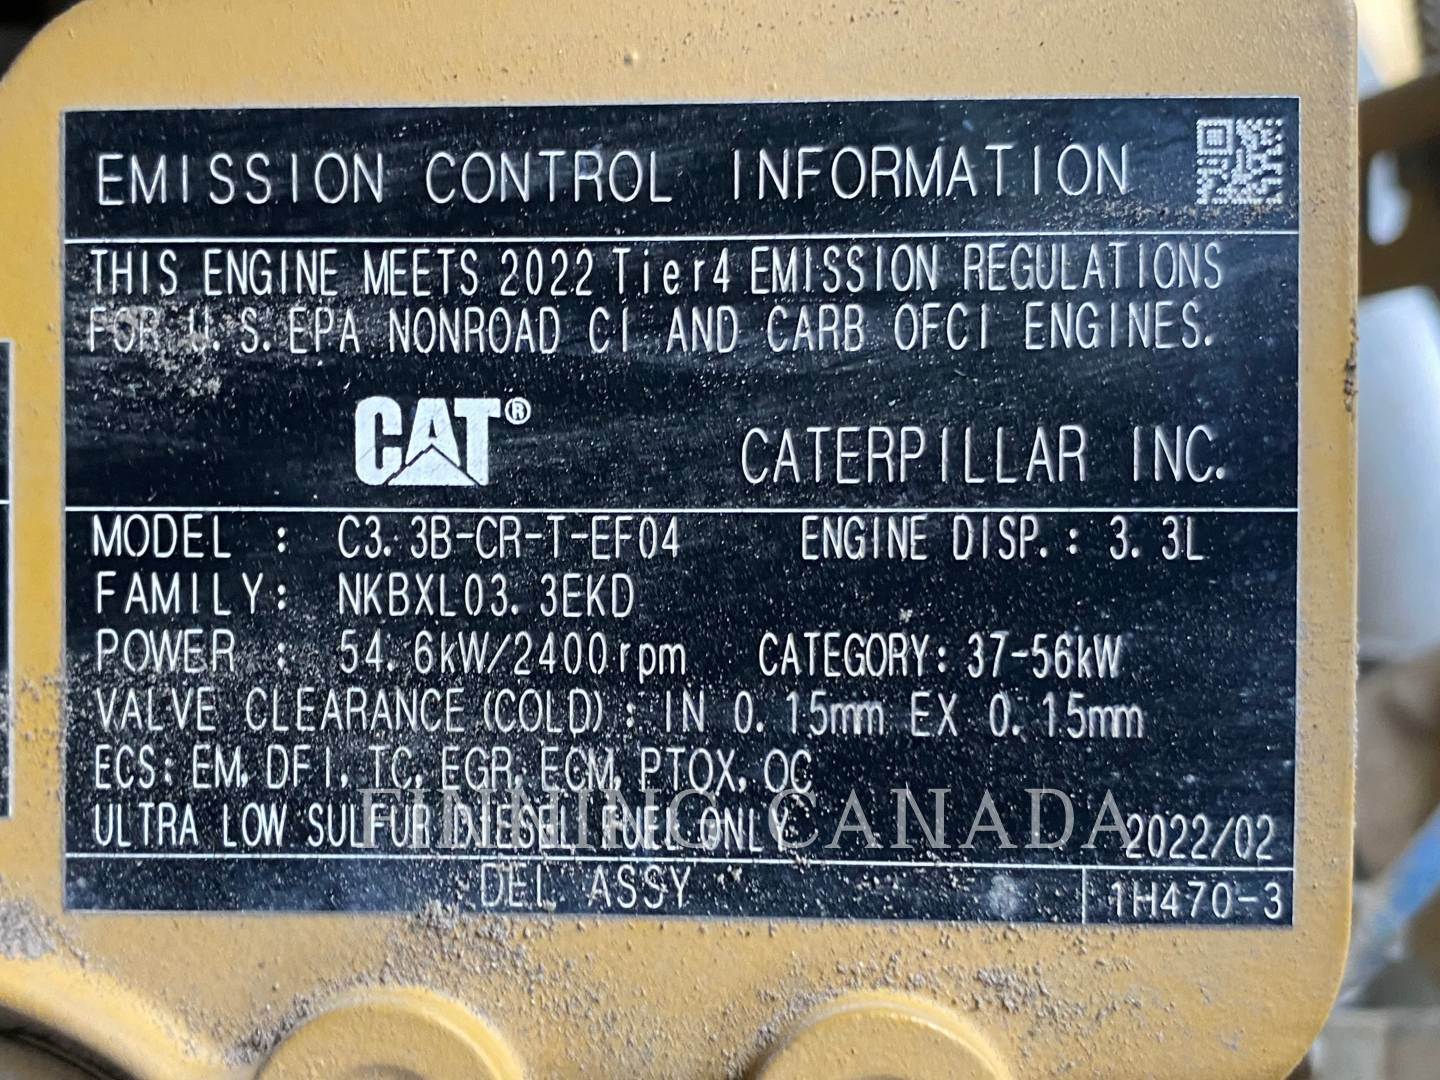 EMISSION CONTROL INFORMATION
THIS ENGINE MEETS 2022 Tier4 EMISSION REGULATIONS
FOR U.S.EPA NONROAD CI AND CARB OFCI ENGINES.
CAT® CATERPILLAR INC.
MODEL : C3.3B-CR-T-EF04 ENGINE DISP.: 3.3L
FAMILY: NKBXL03.3EKD
POWER : 54.6kW/2400rpm CATEGORY: 37-56kW
VALVE CLEARANCE (COLD) : IN 0.15mm EX 0.15mm
ECS: EM, DFI, TC, EGR, ECM, PTOX, OC
ULTRA LOW SULFUR DIESEL FUEL ONLY 2022/02
FINNING CANADA
DEL ASSY 1H470-3